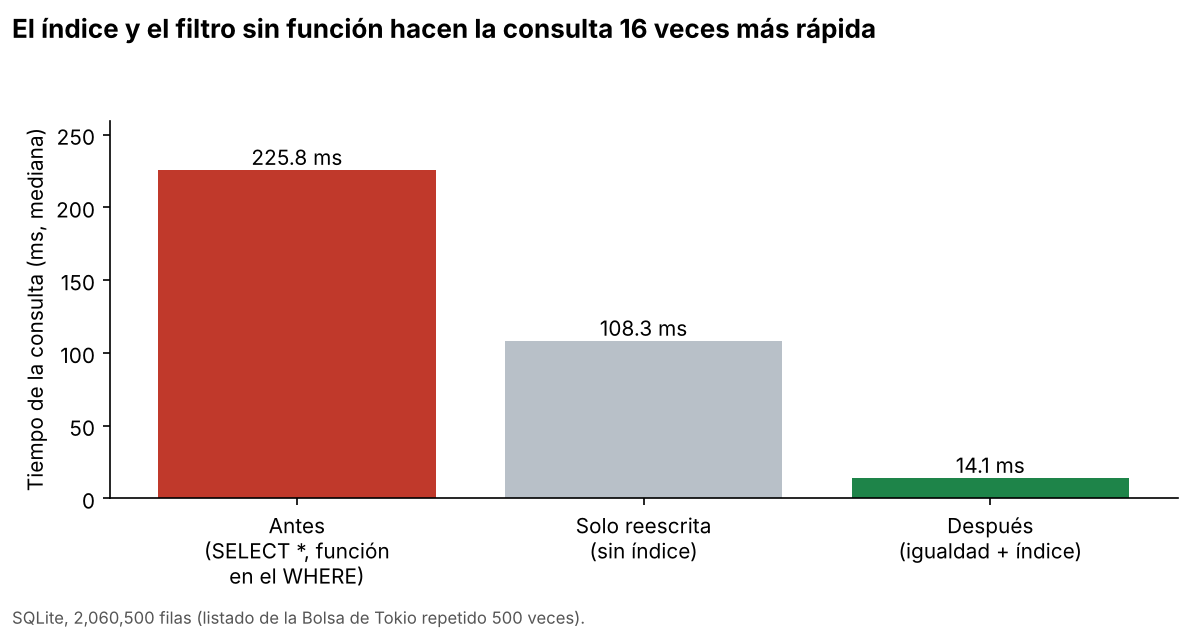 El índice y el filtro sin función hacen la consulta 16 veces más rápida
Tiempo de la consulta (ms, mediana)
250
200
150
100
50
0
225.8 ms
108.3 ms
14.1 ms
Antes
(SELECT *, función
en el WHERE)
Solo reescrita
(sin índice)
Después
(igualdad + índice)
SQLite, 2,060,500 filas (listado de la Bolsa de Tokio repetido 500 veces).